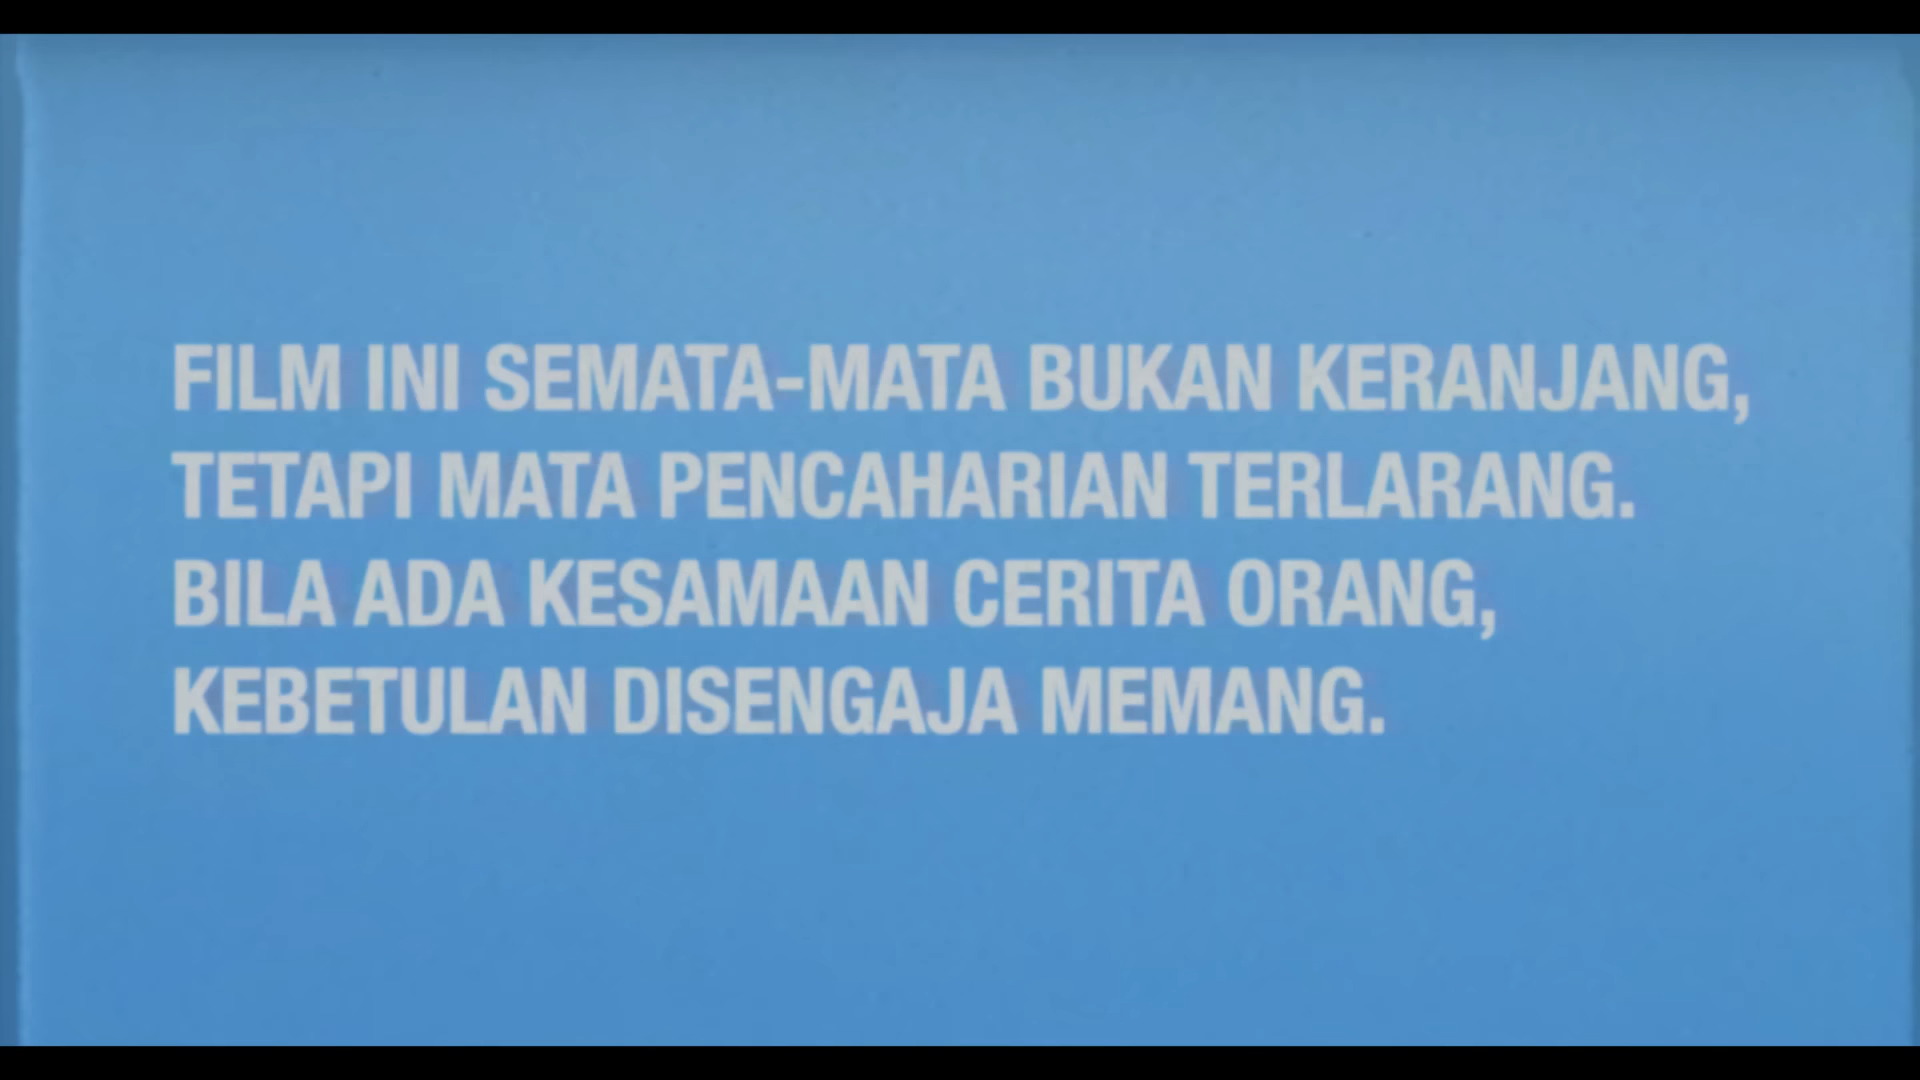 FILM INI SEMATA-MATA BUKAN KERANJANG,
TETAPI MATA PENCAHARIAN TERLARANG.
BILA ADA KESAMAAN CERITA ORANG,
KEBETULAN DISENGAJA MEMANG.